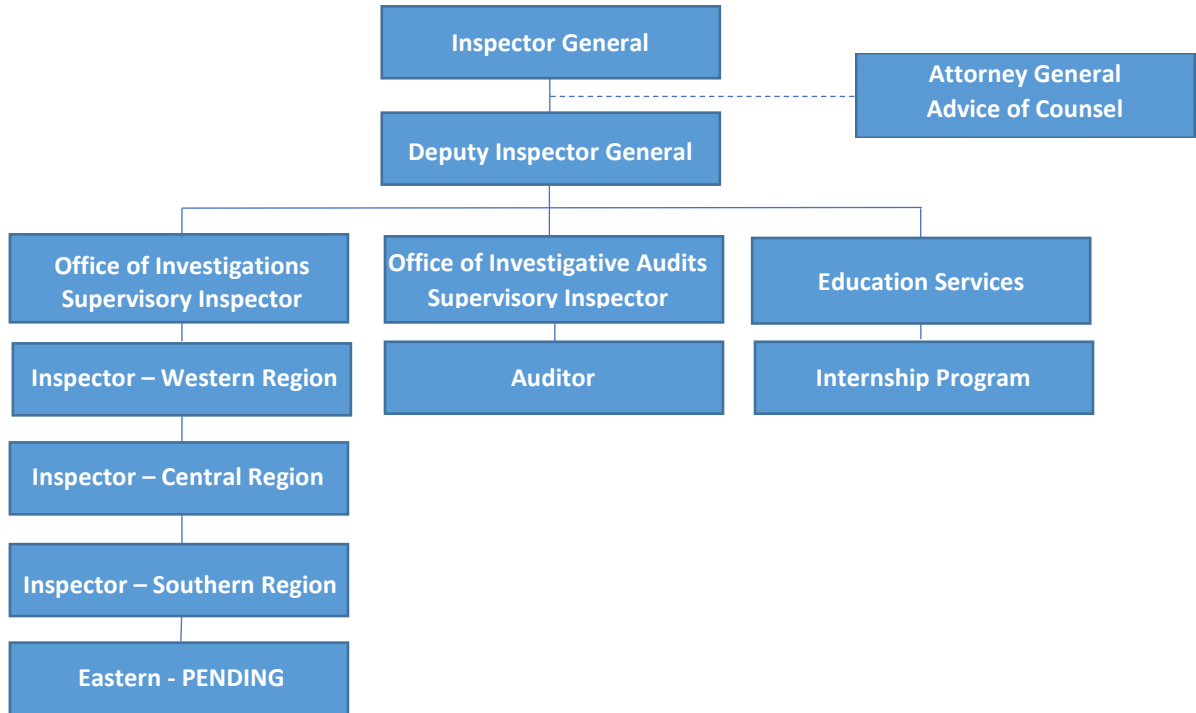 Inspector General
Attorney General
Advice of Counsel
Deputy Inspector General
Office of Investigations
Supervisory Inspector
Office of Investigative Audits
Supervisory Inspector
Education Services
Inspector – Western Region
Auditor
Internship Program
Inspector – Central Region
Inspector – Southern Region
Eastern - PENDING